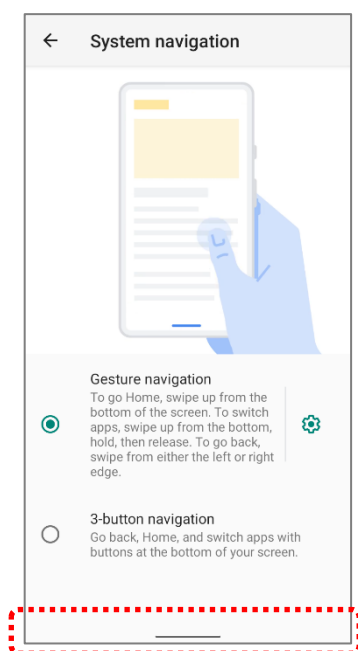 System navigation
Gesture navigation
To go Home, swipe up from the
bottom of the screen. To switch
apps, swipe up from the bottom,
hold, then release. To go back,
swipe from either the left or right
edge.
3-button navigation
Go back, Home, and switch apps with
buttons at the bottom of your screen.